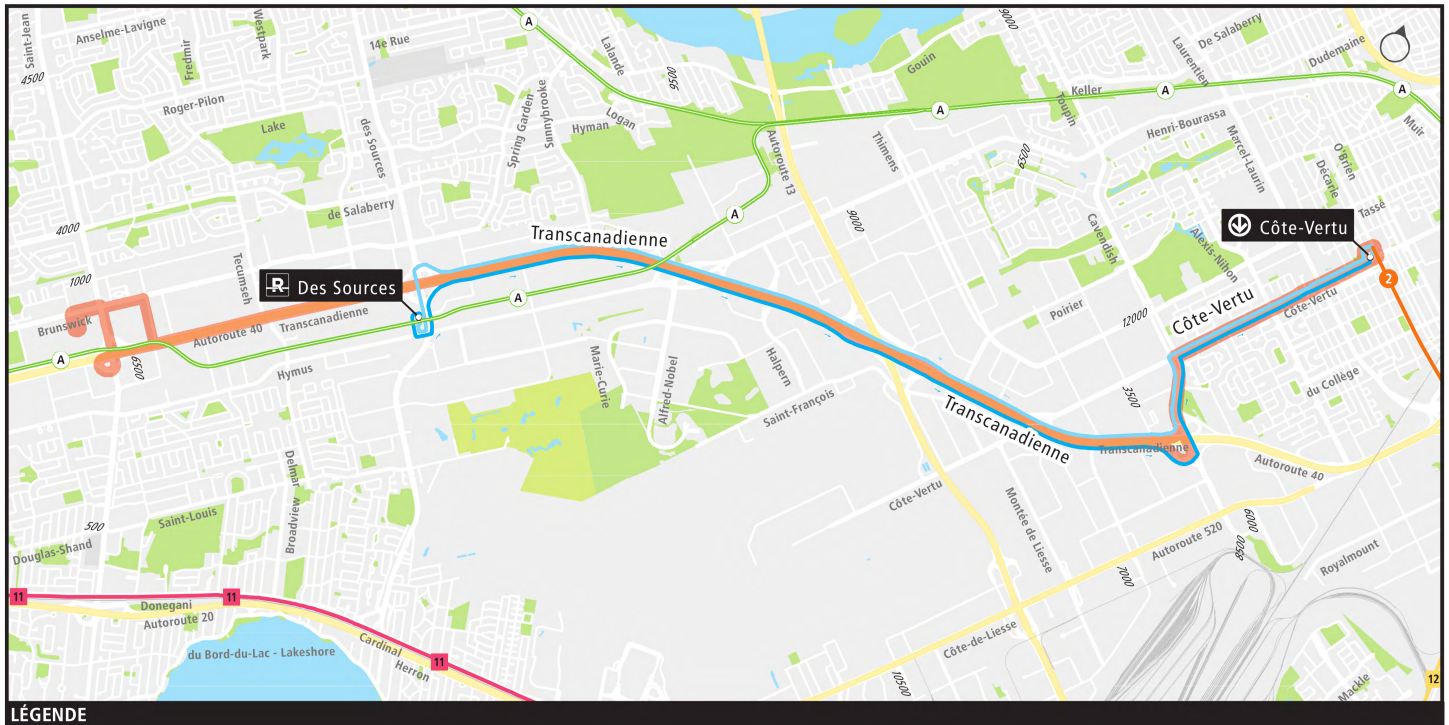 Saint-Jean
Anselme-Lavigne
Fredmir
Westpark
14e Rue
4500
Roger-Pilon
Lake
des Sources
de Salaberry
4000
1000
Tecumseh
Spring Garden
Sunnybrooke
Hyman
Logan
Lalande
9500
A
9000
Gouin
Autoroute 13
Thimens
9000
A
Toupin
Keller
A
Laurentien
De Salaberry
Dudemaine
A
Muir
Henri-Bourassa
Marcel-Laurin
O'Brien
Décarie
Tassé
6500
Cavendish
Alexis-Nihon
Côte-Vertu
2
Côte-Vertu
Côte-Vertu
12000
Poirier
3500
du Collège
Transcanadienne
A
R Des Sources
A
Brunswick
A
6500
Autoroute 40
Transcanadienne
Hymus
Marie-Curie
Alfred-Nobel
Halpern
Saint-François
Transcanadienne
Transcanadienne
Autoroute 40
Côte-Vertu
Montée de Liesse
7000
Autoroute 520
6000
8500
Royalmount
Côte-de-Liesse
10500
Mackle
12
Delmar
Broadview
500
Saint-Louis
Douglas-Shand
11
Donegani
11
Autoroute 20
du Bord-du-Lac - Lakeshore
Cardinal
Herron
11
LÉGENDE